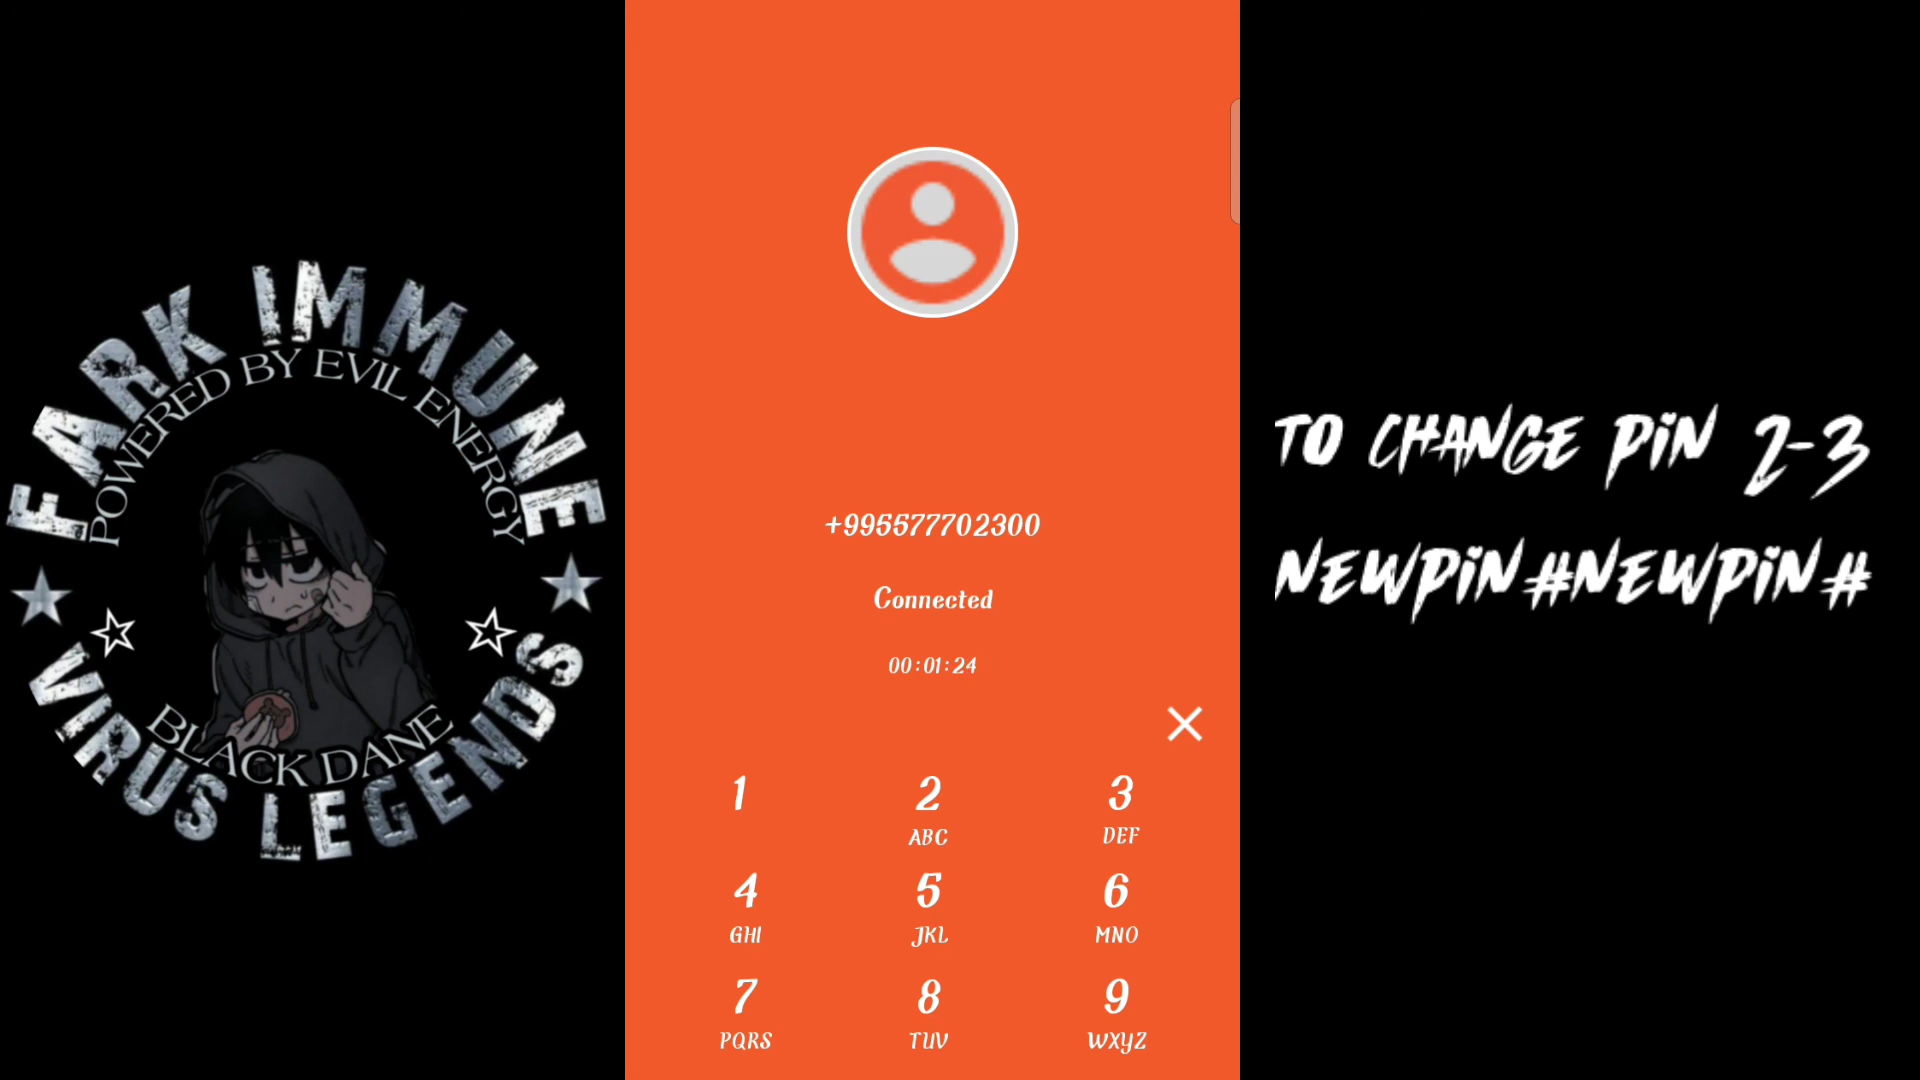 FARK IMMUNE
POWERED BY EVIL ENERGY
BLACK DANE
VIRUS LEGENDS
+995577702300
Connected
00:01:24
1
2
3
ABC
DEF
4
5
6
GHI
JKL
MNO
7
8
9
PQRS
TUV
WXYZ
TO CHANGE PIN 2-3
NEWPIN#NEWPIN#